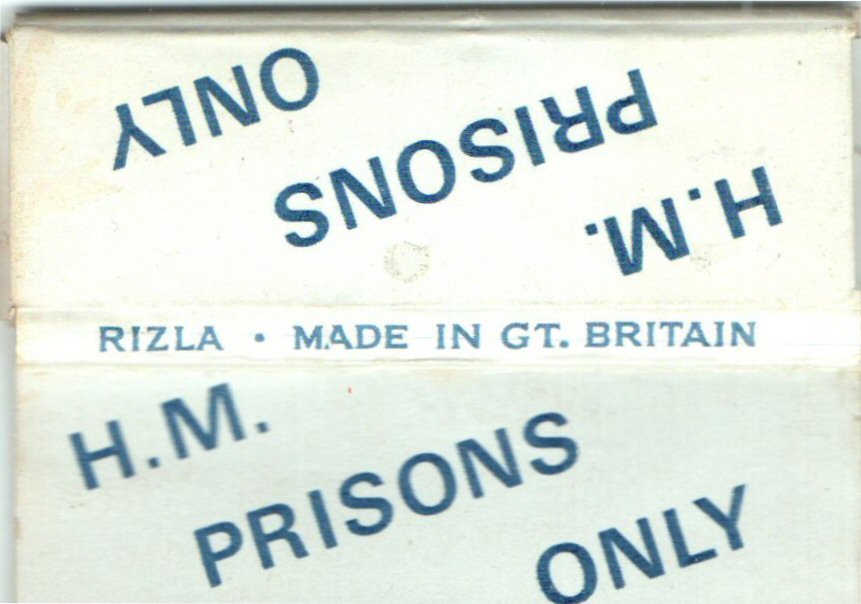 H.M.
PRISONS
ONLY
RIZLA · MADE IN GT. BRITAIN
H.M.
PRISONS
ONLY